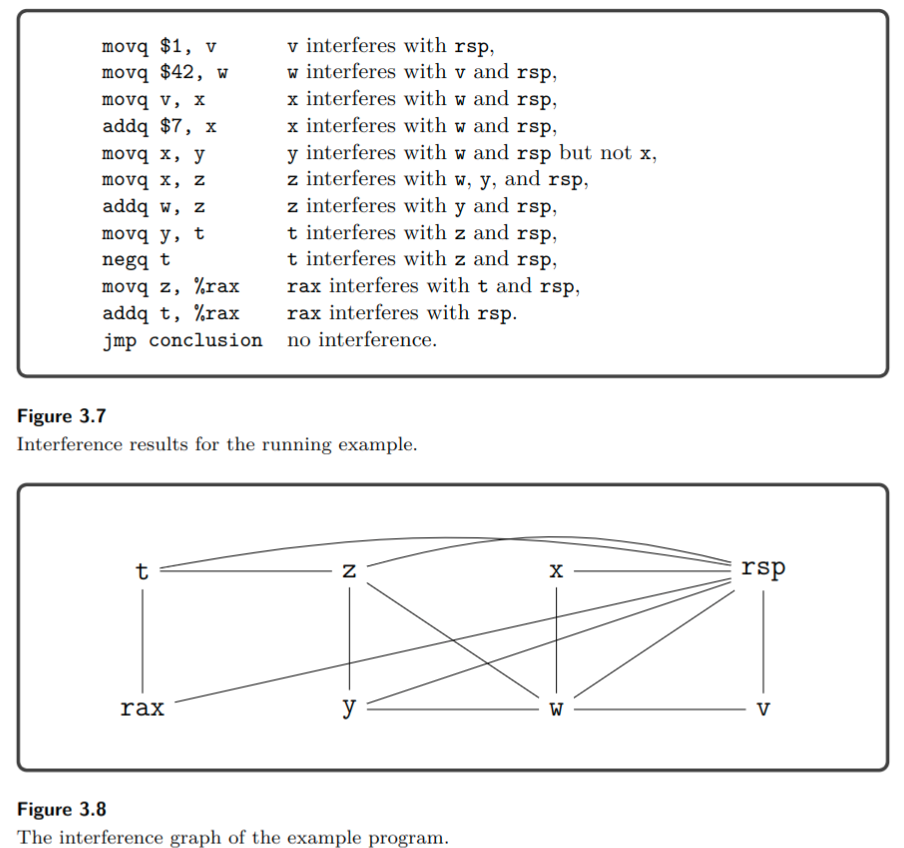 movq $1, v v interferes with rsp,
movq $42, w w interferes with v and rsp,
movq v, x x interferes with w and rsp,
addq $7, x x interferes with w and rsp,
movq x, y y interferes with w and rsp but not x,
movq x, z z interferes with w, y, and rsp,
addq w, z z interferes with y and rsp,
movq y, t t interferes with z and rsp,
negq t t interferes with z and rsp,
movq z, %rax rax interferes with t and rsp,
addq t, %rax rax interferes with rsp.
jmp conclusion no interference.
Figure 3.7
Interference results for the running example.
t z x rsp
rax y w v
Figure 3.8
The interference graph of the example program.